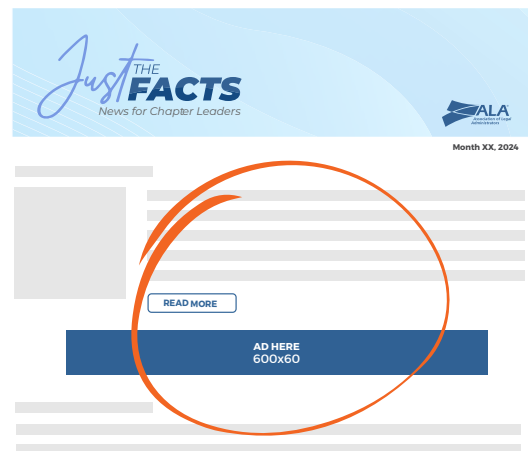 Just THE
FACTS
News for Chapter Leaders
ALA
Association of Legal
Administrators
Month XX, 2024
READ MORE
AD HERE
600x60